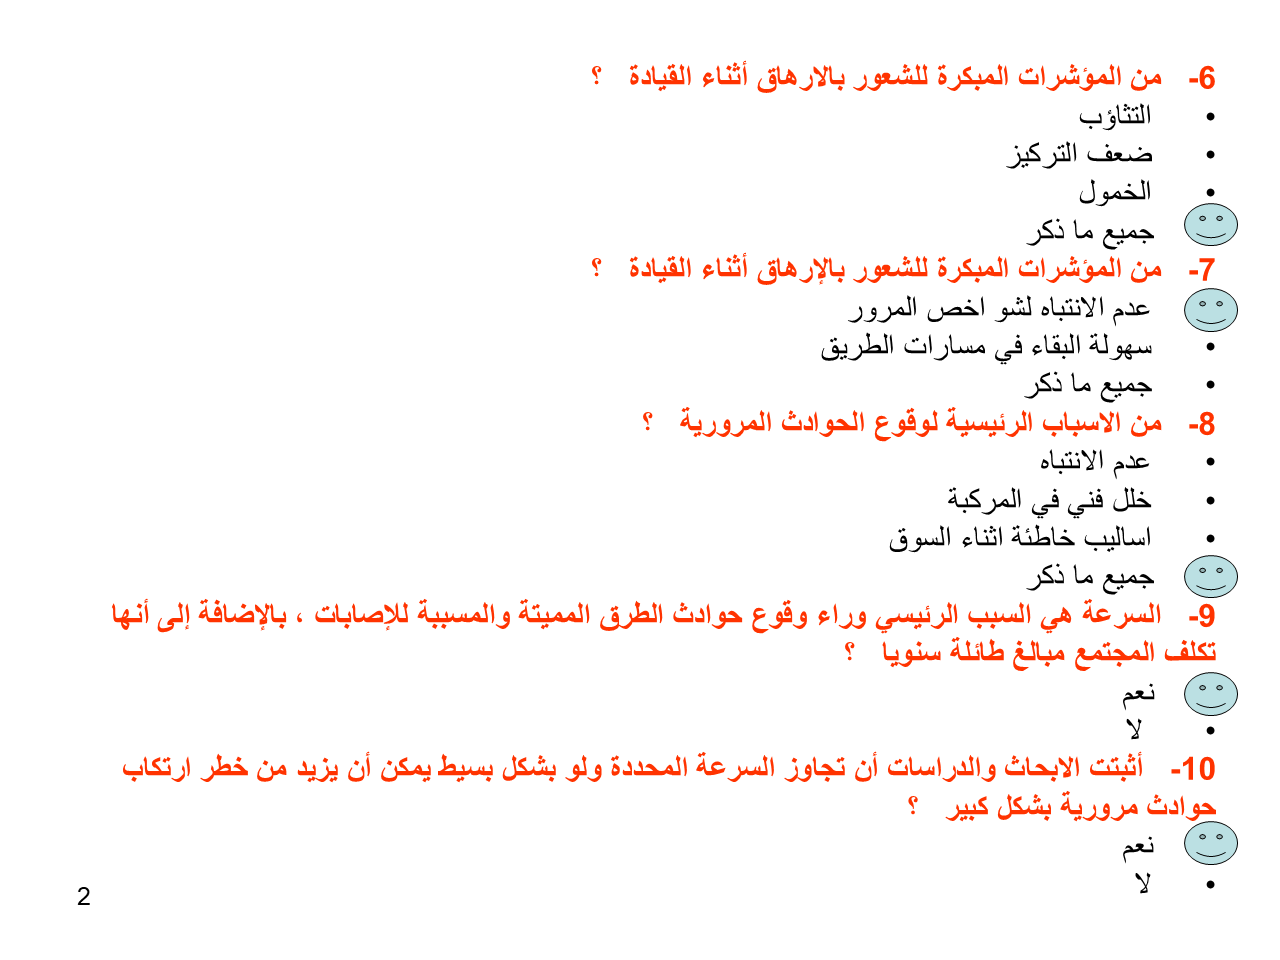 6- من المؤشرات المبكرة للشعور بالارهاق أثناء القيادة ؟
• التثاؤب
• ضعف التركيز
• الخمول
جميع ما ذكر
7- من المؤشرات المبكرة للشعور بالإرهاق أثناء القيادة ؟
عدم الانتباه لشو اخص المرور
• سهولة البقاء في مسارات الطريق
• جميع ما ذكر
8- من الاسباب الرئيسية لوقوع الحوادث المرورية ؟
• عدم الانتباه
• خلل فني في المركبة
• اساليب خاطئة اثناء السوق
جميع ما ذكر
9- السرعة هي السبب الرئيسي وراء وقوع حوادث الطرق المميتة والمسببة للإصابات ، بالإضافة إلى أنها
تكلف المجتمع مبالغ طائلة سنويا ؟
نعم
• لا
10- أثبتت الابحاث والدراسات أن تجاوز السرعة المحددة ولو بشكل بسيط يمكن أن يزيد من خطر ارتكاب
حوادث مرورية بشكل كبير ؟
نعم
• لا
2